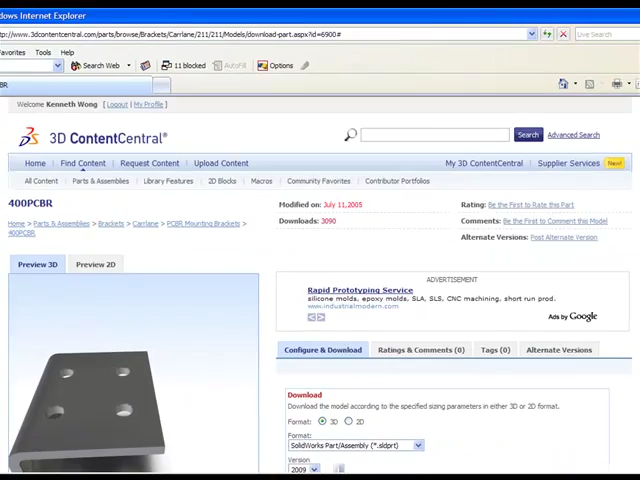 dows Internet Explorer
ttp://www.3dcontentcentral.com/parts/browse/Brackets/Carrlane/211/211/Models/download-part.aspx?id=6900#
Live Search
avorites Tools Help
Search Web 11 blocked AutoFill Options
BR
Welcome Kenneth Wong [ Logout | My Profile ]
3D ContentCentral®
Search Advanced Search
Home Find Content Request Content Upload Content My 3D ContentCentral Supplier Services New!
All Content Parts & Assemblies Library Features 2D Blocks Macros Community Favorites Contributor Portfolios
400PCBR
Modified on: July 11,2005
Rating: Be the First to Rate this Part
Home > Parts & Assemblies > Brackets > Carrlane > PCBR Mounting Brackets >
400PCBR
Downloads: 3090
Comments: Be the First to Comment this Model
Alternate Versions: Post Alternate Version
Preview 3D Preview 2D
ADVERTISEMENT
Rapid Prototyping Service
silicone molds, epoxy molds, SLA, SLS, CNC machining, short run prod.
www.industrialmodern.com
Ads by Google
Configure & Download Ratings & Comments (0) Tags (0) Alternate Versions
Download
Download the model according to the specified sizing parameters in either 3D or 2D format.
Format: 3D 2D
Format:
SolidWorks Part/Assembly (*.sldprt)
Version
2009